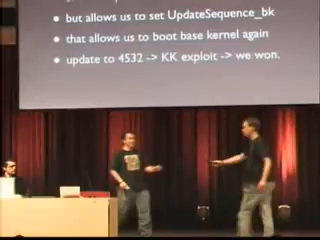 but allows us to set UpdateSequence_bk
that allows us to boot base kernel again
update to 4532 -> KK exploit -> we won.